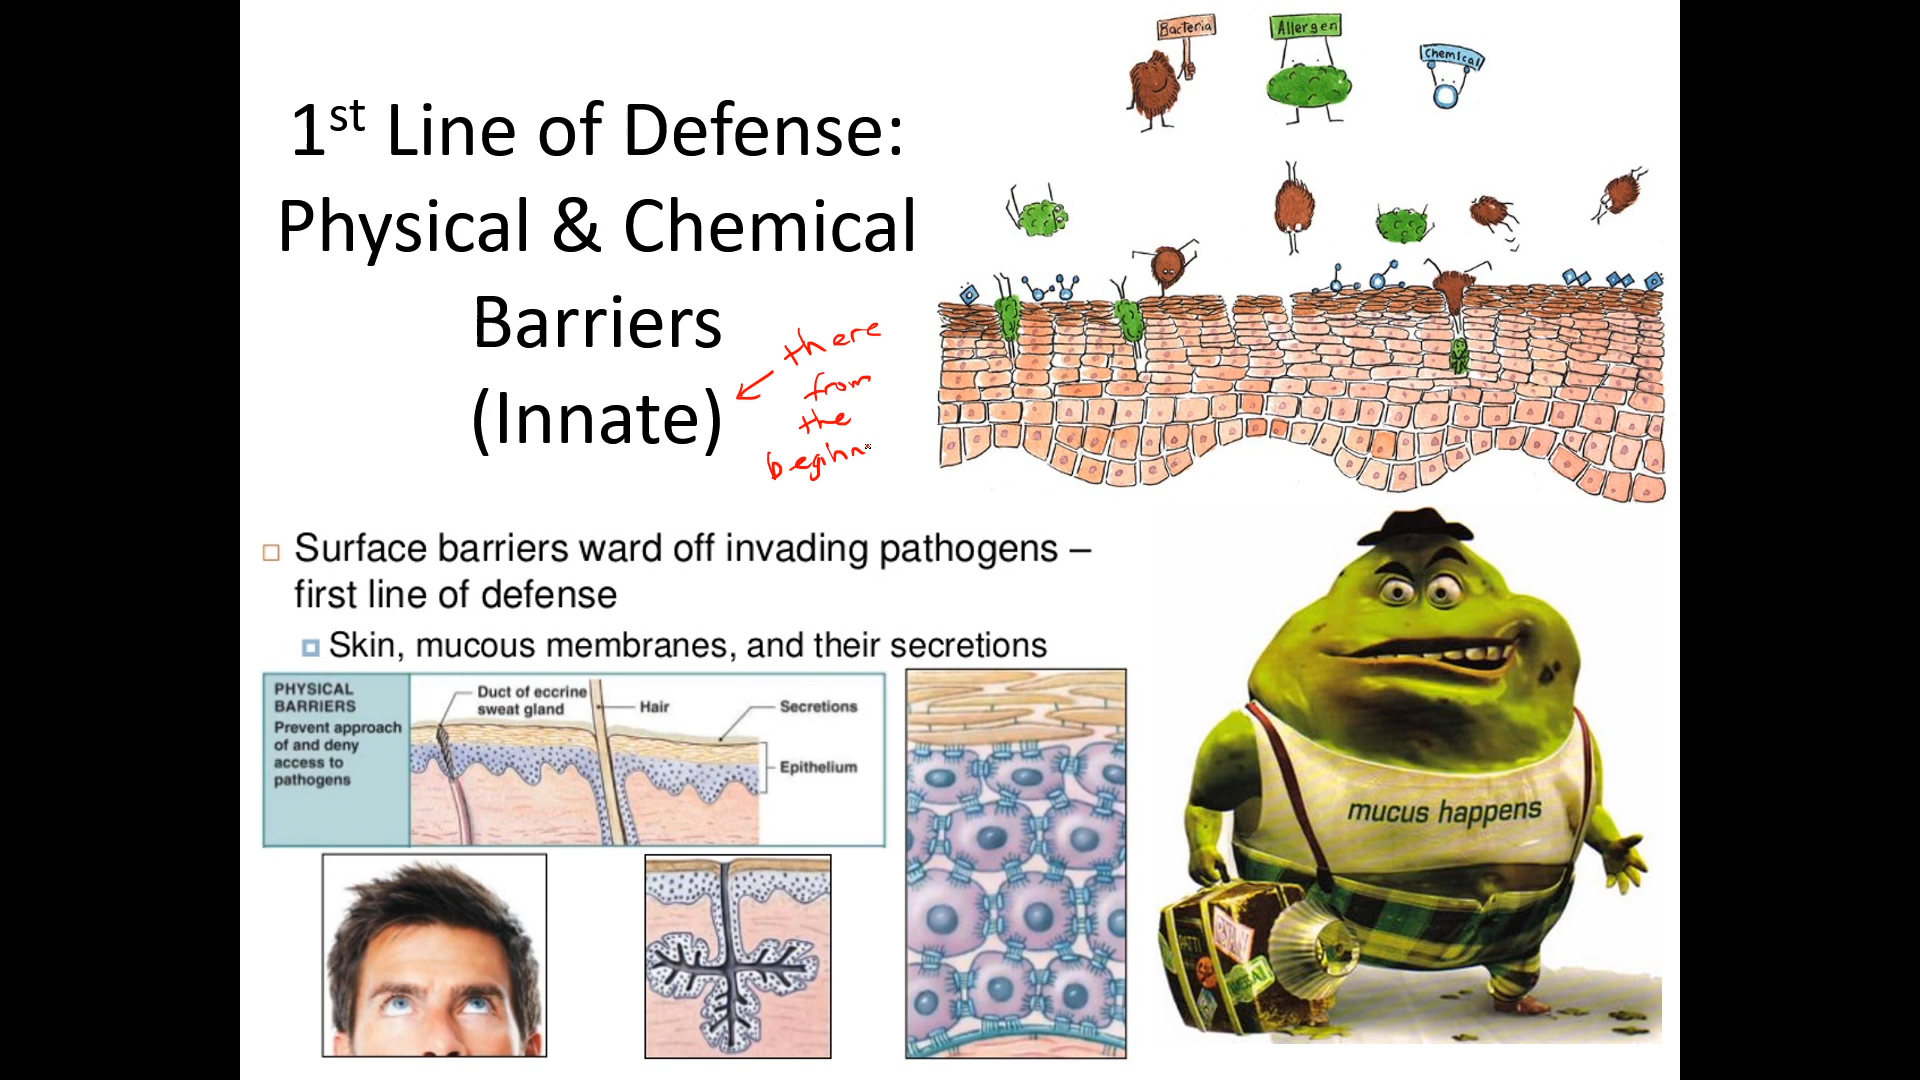 Bacteria
Allergen
Chemical
1st Line of Defense:
Physical & Chemical
Barriers
(Innate)
there
from
the
Surface barriers ward off invading pathogens –
first line of defense
Skin, mucous membranes, and their secretions
PHYSICAL
BARRIERS
Prevent approach
of and deny
access to
pathogens
Duct of eccrine
sweat gland
Hair
Secretions
Epithelium
mucus happens